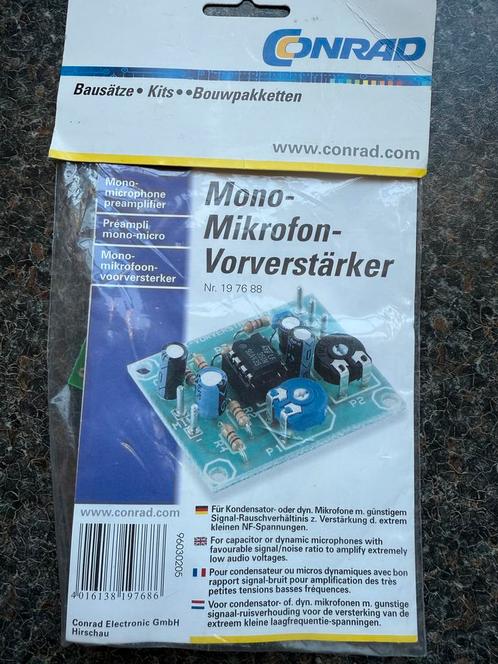 CONRAD
Bausätze • Kits • • Bouwpakketten
www.conrad.com
Mono-
microphone
preamplifier
Préampli
mono-micro
Mono-
mikrofoon-
voorversterker
Mono-
Mikrofon-
Vorverstärker
Nr. 19 76 88
P1
P2
www.conrad.com
96030205
4016138197686
Conrad Electronic GmbH
Hirschau
Für Kondensator- oder dyn. Mikrofone m. günstigem
Signal-Rauschverhältnis z. Verstärkung d. extrem
kleinen NF-Spannungen.
For capacitor or dynamic microphones with
favourable signal/noise ratio to amplify extremely
low audio voltages.
Pour condensateur ou micros dynamiques avec bon
rapport signal-bruit pour amplification des très
petites tensions basses fréquences.
Voor condensator- of. dyn. mikrofonen m. gunstige
signaal-ruisverhouding voor de versterking van de
extreem kleine laagfrequentie-spanningen.